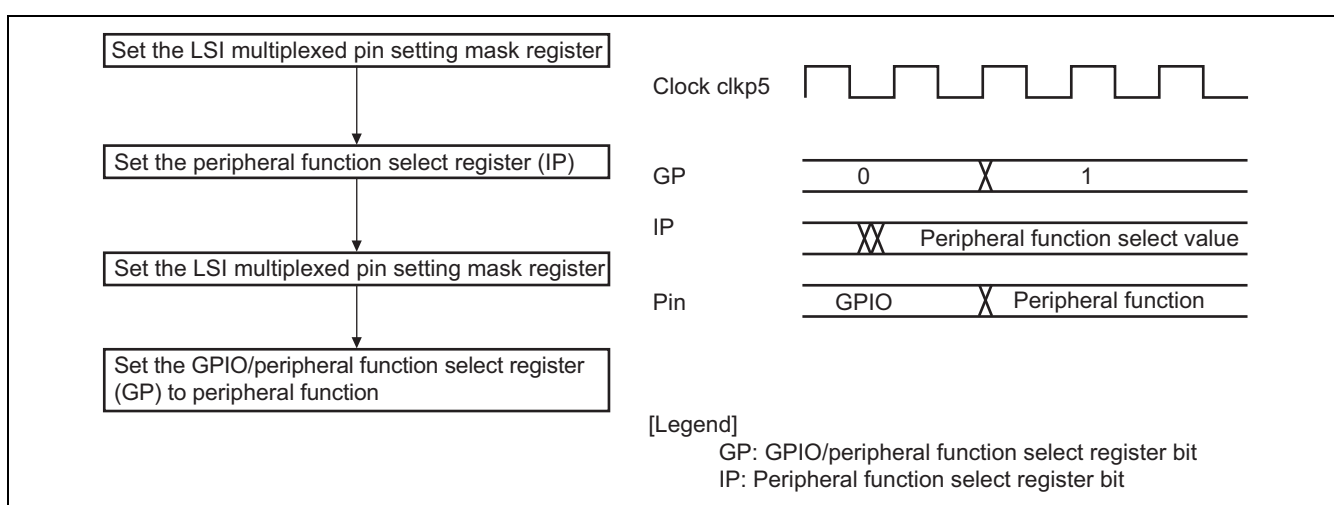 Set the LSI multiplexed pin setting mask register
Set the peripheral function select register (IP)
Set the LSI multiplexed pin setting mask register
Set the GPIO/peripheral function select register
(GP) to peripheral function
Clock clkp5
GP 0 1
IP Peripheral function select value
Pin GPIO Peripheral function
[Legend]
GP: GPIO/peripheral function select register bit
IP: Peripheral function select register bit